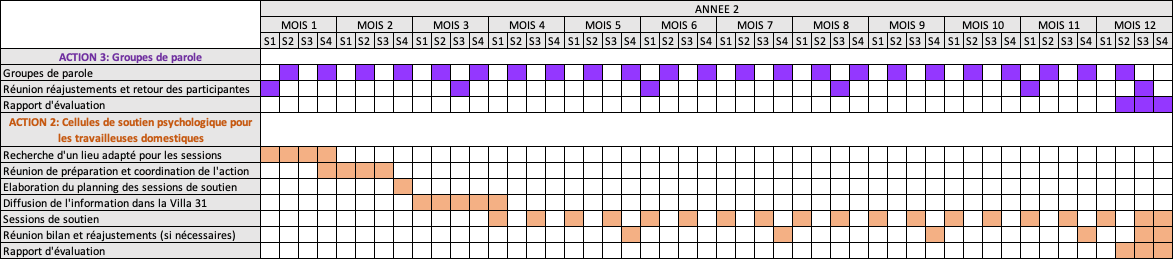 ANNEE 2
MOIS 1 MOIS 2 MOIS 3 MOIS 4 MOIS 5 MOIS 6 MOIS 7 MOIS 8 MOIS 9 MOIS 10 MOIS 11 MOIS 12
S1 S2 S3 S4 S1 S2 S3 S4 S1 S2 S3 S4 S1 S2 S3 S4 S1 S2 S3 S4 S1 S2 S3 S4 S1 S2 S3 S4 S1 S2 S3 S4 S1 S2 S3 S4 S1 S2 S3 S4 S1 S2 S3 S4 S1 S2 S3 S4
ACTION 3: Groupes de parole
Groupes de parole
Réunion réajustements et retour des participantes
Rapport d'évaluation
ACTION 2: Cellules de soutien psychologique pour
les travailleuses domestiques
Recherche d'un lieu adapté pour les sessions
Réunion de préparation et coordination de l'action
Elaboration du planning des sessions de soutien
Diffusion de l'information dans la Villa 31
Sessions de soutien
Réunion bilan et réajustements (si nécessaires)
Rapport d'évaluation